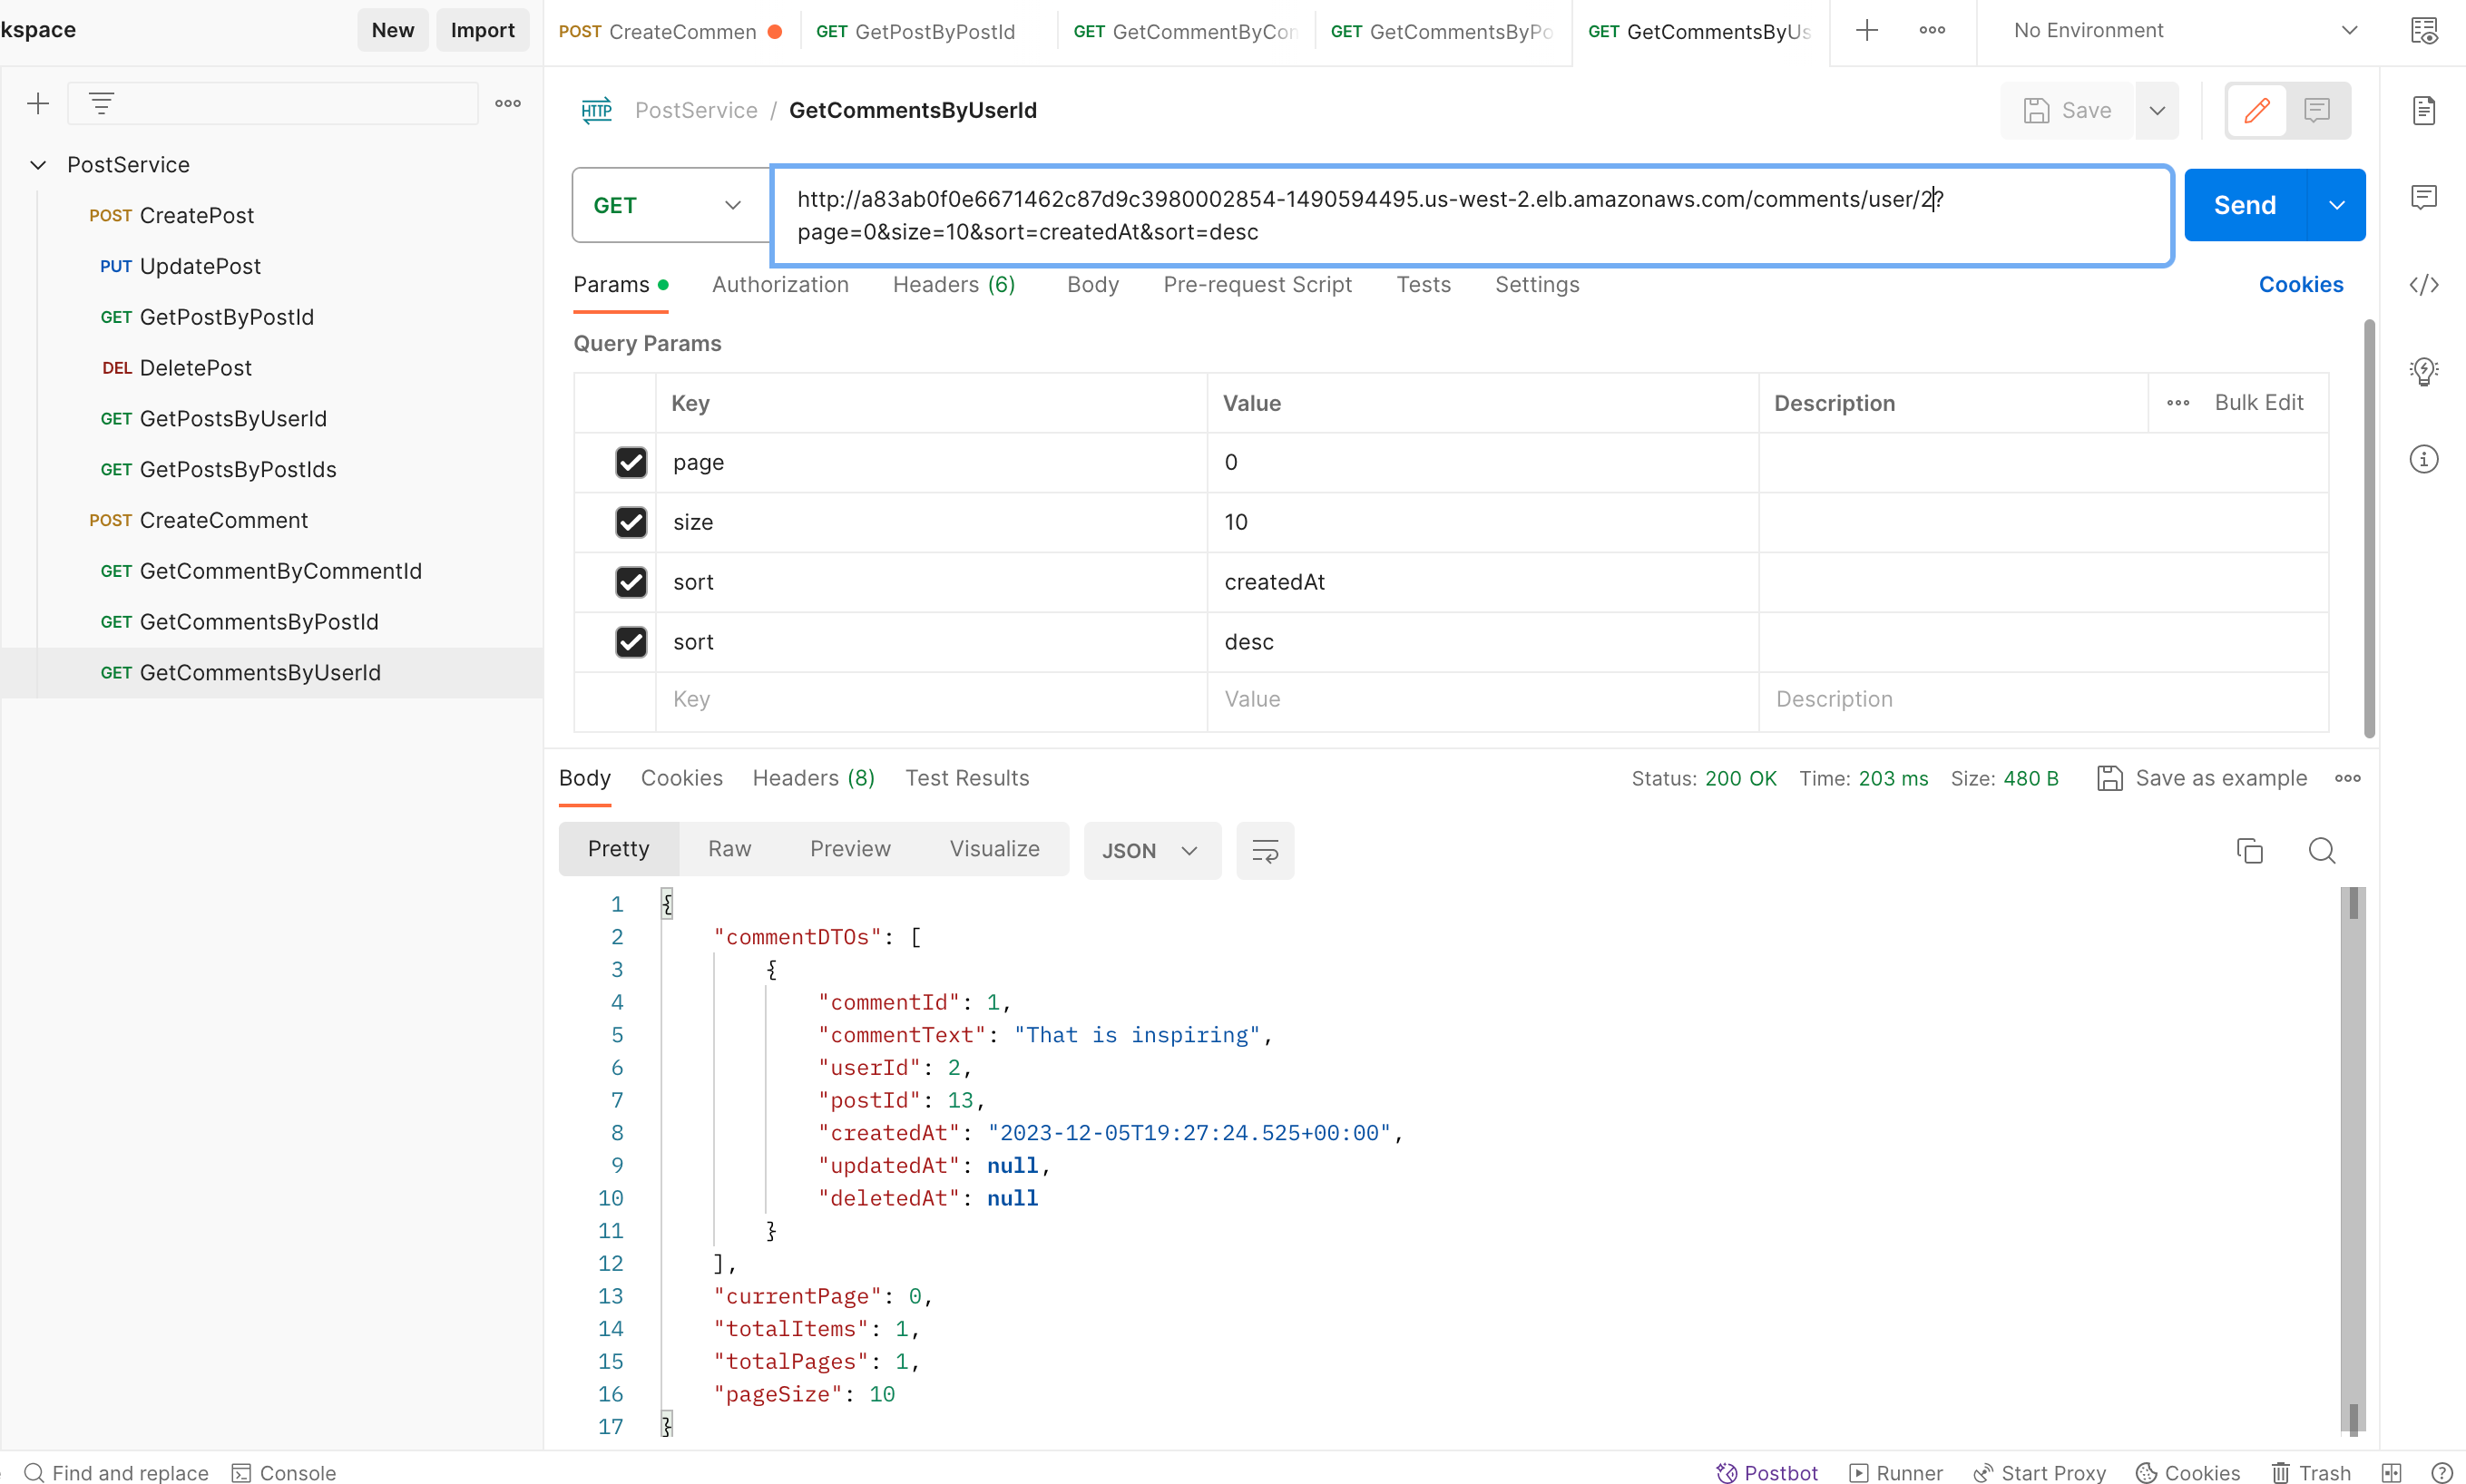 kspace
New
Import
POST CreateCommen
GET GetPostByPostId
GET GetCommentByCon
GET GetCommentsByPo
GET GetCommentsByUs
No Environment
HTTP PostService / GetCommentsByUserId
Save
PostService
POST CreatePost
PUT UpdatePost
GET GetPostByPostId
DEL DeletePost
GET GetPostsByUserId
GET GetPostsByPostIds
POST CreateComment
GET GetCommentByCommentId
GET GetCommentsByPostId
GET GetCommentsByUserId
GET
http://a83ab0f0e6671462c87d9c3980002854-1490594495.us-west-2.elb.amazonaws.com/comments/user/2?
page=0&size=10&sort=createdAt&sort=desc
Send
Params Authorization Headers (6) Body Pre-request Script Tests Settings Cookies
Query Params
Key Value Description Bulk Edit
page 0
size 10
sort createdAt
sort desc
Key Value Description
Body Cookies Headers (8) Test Results Status: 200 OK Time: 203 ms Size: 480 B Save as example
Pretty Raw Preview Visualize JSON
1 {
2 "commentDTOs": [
3 {
4 "commentId": 1,
5 "commentText": "That is inspiring",
6 "userId": 2,
7 "postId": 13,
8 "createdAt": "2023-12-05T19:27:24.525+00:00",
9 "updatedAt": null,
10 "deletedAt": null
11 }
12 ],
13 "currentPage": 0,
14 "totalItems": 1,
15 "totalPages": 1,
16 "pageSize": 10
17 }
Find and replace Console Postbot Runner Start Proxy Cookies Trash